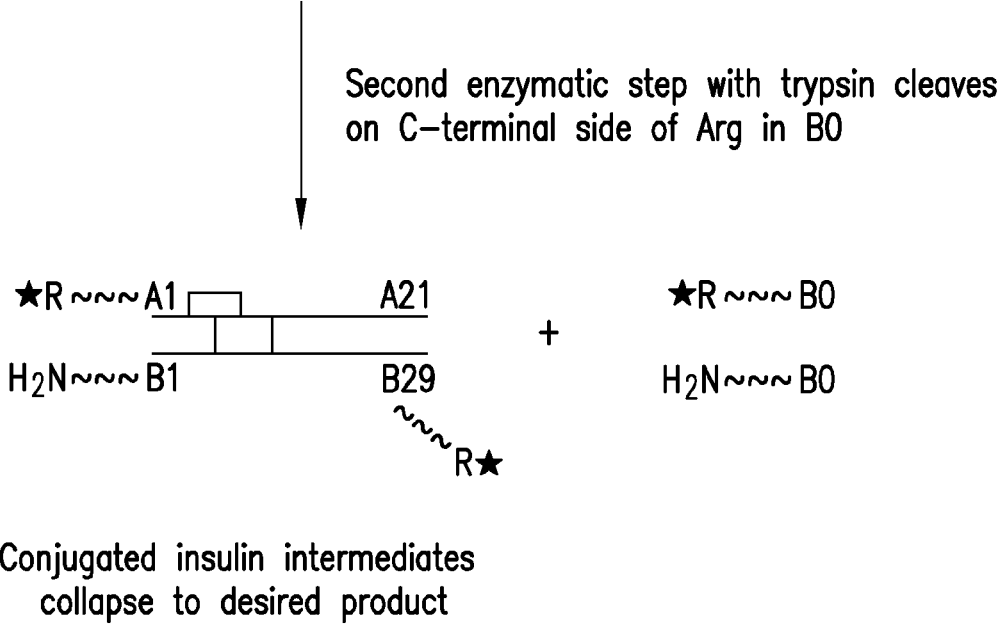 Second enzymatic step with trypsin cleaves
on C-terminal side of Arg in B0
★R ~~~A1 A21 + ★R ~~~B0
H₂N~~~B1 B29 H₂N~~~B0
~~~R★
Conjugated insulin intermediates
collapse to desired product